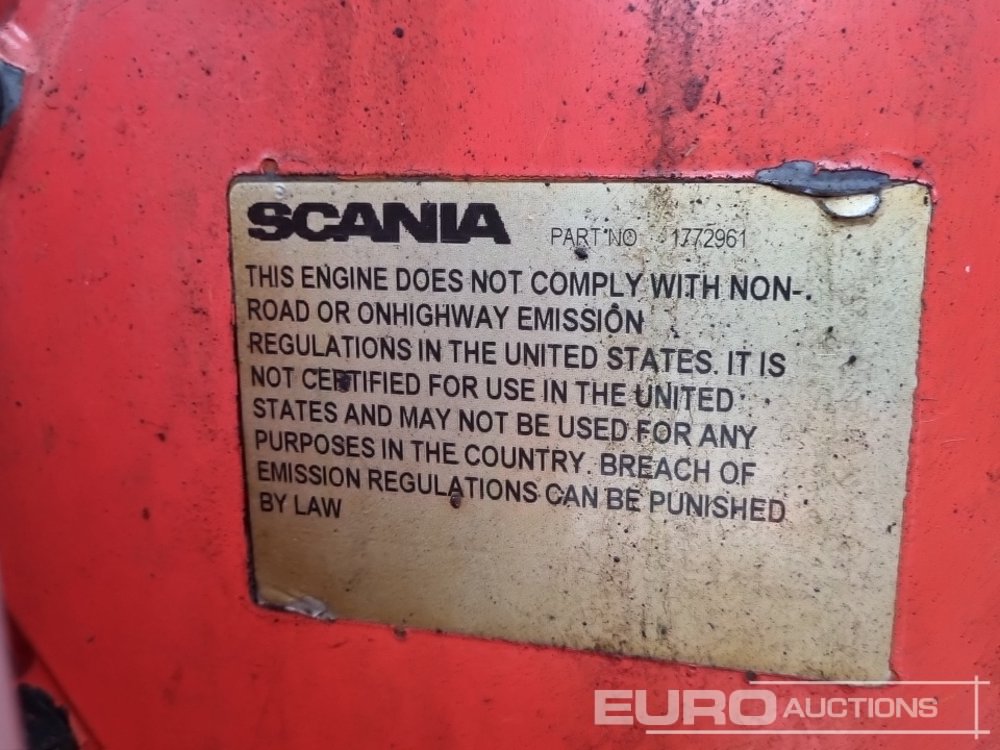 SCANIA PART NO 1772961
THIS ENGINE DOES NOT COMPLY WITH NON-
ROAD OR ONHIGHWAY EMISSION
REGULATIONS IN THE UNITED STATES. IT IS
NOT CERTIFIED FOR USE IN THE UNITED
STATES AND MAY NOT BE USED FOR ANY
PURPOSES IN THE COUNTRY. BREACH OF
EMISSION REGULATIONS CAN BE PUNISHED
BY LAW
EURO AUCTIONS